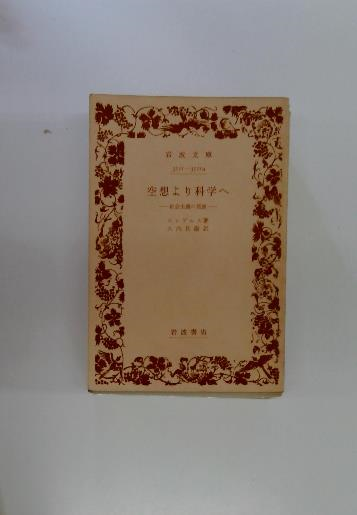 岩波文庫
空想より科学へ
―社会主義の発展―
エンゲルス著
大内兵衛訳
岩波書店